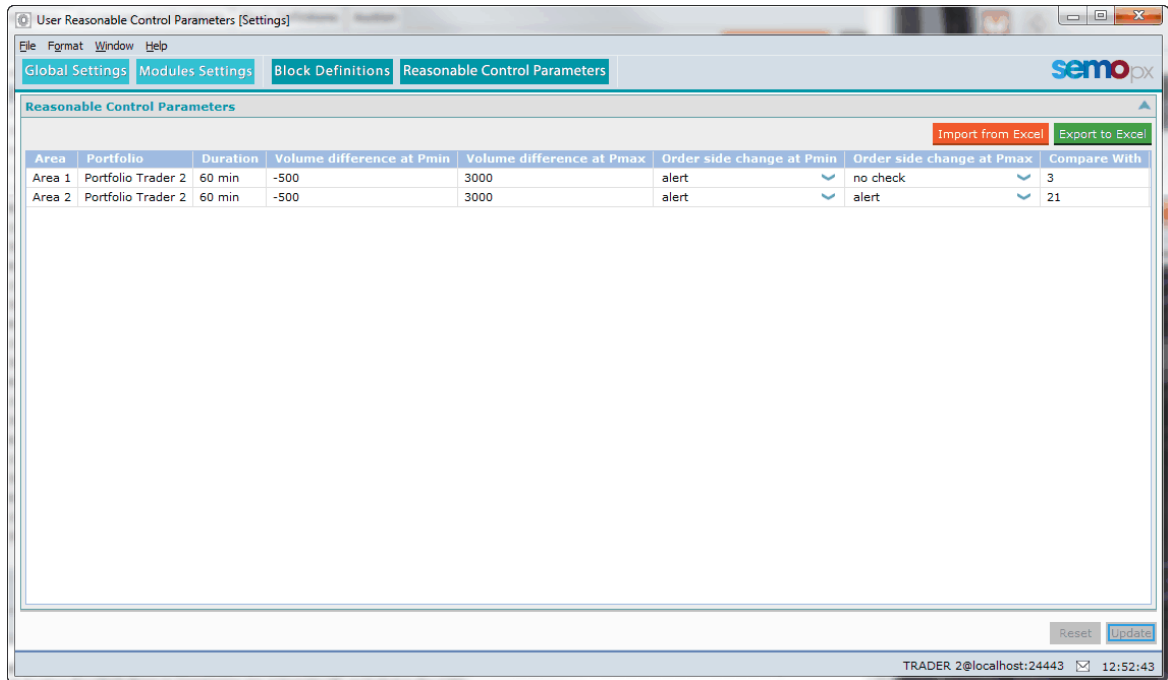 User Reasonable Control Parameters [Settings]
File Format Window Help
Global Settings Modules Settings Block Definitions Reasonable Control Parameters semopx
Reasonable Control Parameters
Import from Excel Export to Excel
Area Portfolio Duration Volume difference at Pmin Volume difference at Pmax Order side change at Pmin Order side change at Pmax Compare With
Area 1 Portfolio Trader 2 60 min -500 3000 alert no check 3
Area 2 Portfolio Trader 2 60 min -500 3000 alert alert 21
Reset Update
TRADER 2@localhost:24443 12:52:43